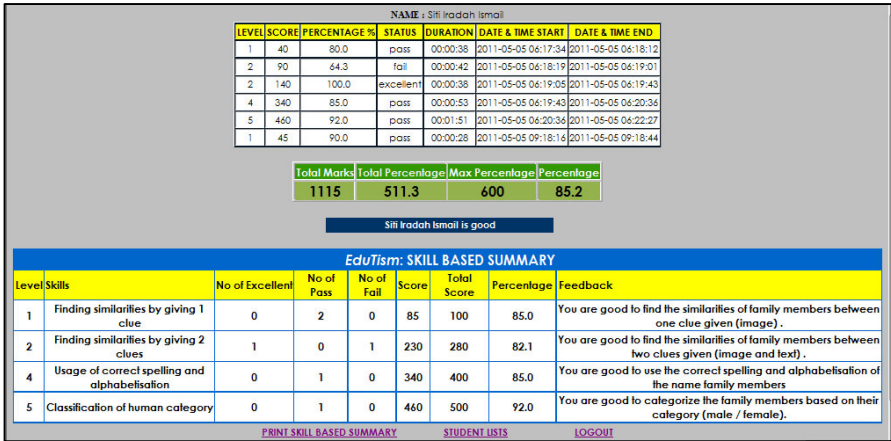 NAME : Siti Iradah Ismail
LEVEL SCORE PERCENTAGE % STATUS DURATION DATE & TIME START DATE & TIME END
1 40 80.0 pass 00:00:38 2011-05-05 06:17:34 2011-05-05 06:18:12
2 90 64.3 fail 00:00:42 2011-05-05 06:18:19 2011-05-05 06:19:01
2 140 100.0 excellent 00:00:38 2011-05-05 06:19:05 2011-05-05 06:19:43
4 340 85.0 pass 00:00:53 2011-05-05 06:19:43 2011-05-05 06:20:36
5 460 92.0 pass 00:01:51 2011-05-05 06:20:36 2011-05-05 06:22:27
1 45 90.0 pass 00:00:28 2011-05-05 09:18:16 2011-05-05 09:18:44
Total Marks Total Percentage Max Percentage Percentage
1115 511.3 600 85.2
Siti Iradah Ismail is good
EduTism: SKILL BASED SUMMARY
Level Skills No of Excellent No of Pass No of Fail Score Total Score Percentage Feedback
1 Finding similarities by giving 1 clue 0 2 0 85 100 85.0 You are good to find the similarities of family members between one clue given (image) .
2 Finding similarities by giving 2 clues 1 0 1 230 280 82.1 You are good to find the similarities of family members between two clues given (image and text) .
4 Usage of correct spelling and alphabetisation 0 1 0 340 400 85.0 You are good to use the correct spelling and alphabetisation of the name family members
5 Classification of human category 0 1 0 460 500 92.0 You are good to categorize the family members based on their category (male / female).
PRINT SKILL BASED SUMMARY STUDENT LISTS LOGOUT